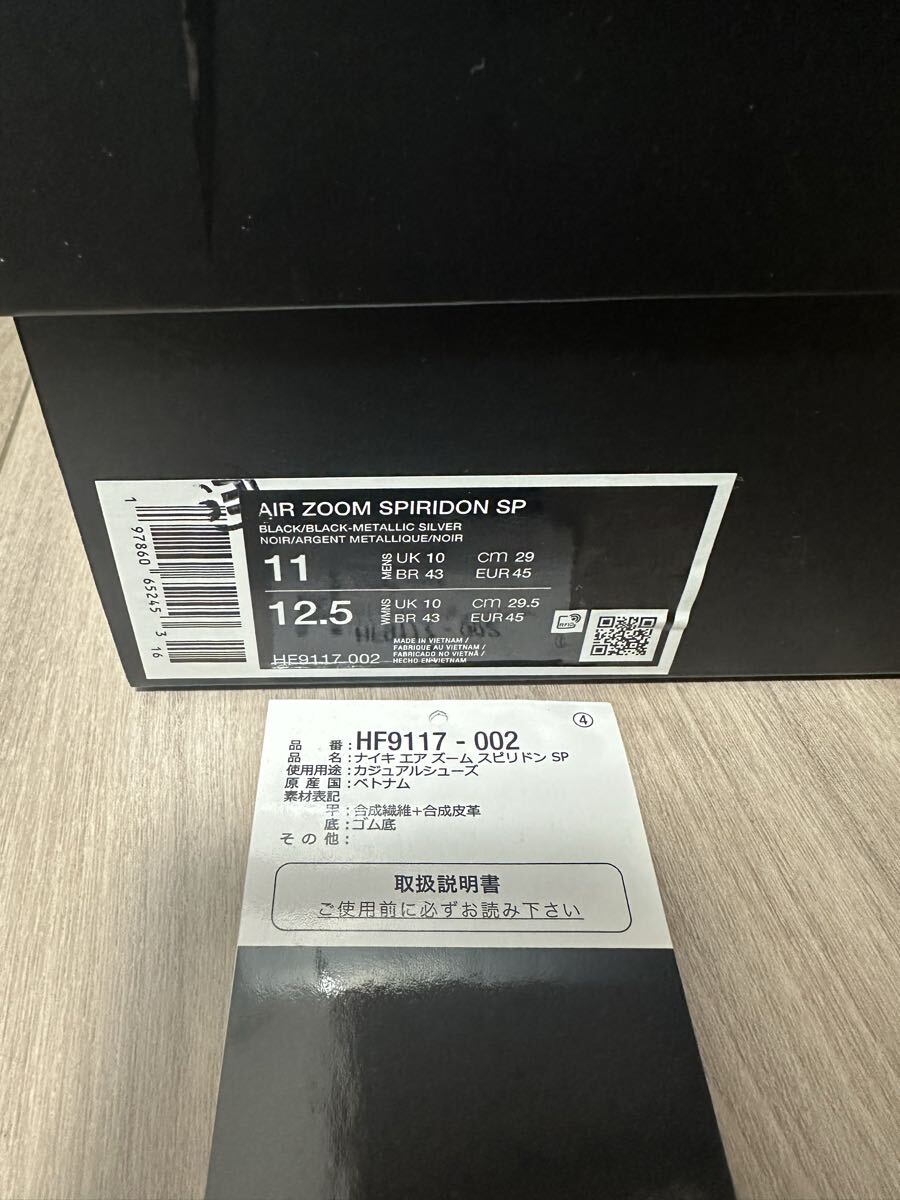 AIR ZOOM SPIRIDON SP
BLACK/BLACK-METALLIC SILVER
NOIR/ARGENT METALLIQUE/NOIR
11 MENS UK 10 CM 29
BR 43 EUR 45
12.5 WMNS UK 10 CM 29.5
BR 43 EUR 45
RFID
MADE IN VIETNAM /
FABRIQUE AU VIETNAM /
FABRICADO NO VIETNÃ /
HECHO EN VIETNAM
HF9117 002
1 97860 65245 3 16
④
品番:HF9117-002
品名:ナイキ エア ズーム スピリドン SP
使用用途:カジュアルシューズ
原産国:ベトナム
素材表記
甲:合成繊維+合成皮革
底:ゴム底
その他:
取扱説明書
ご使用前に必ずお読み下さい